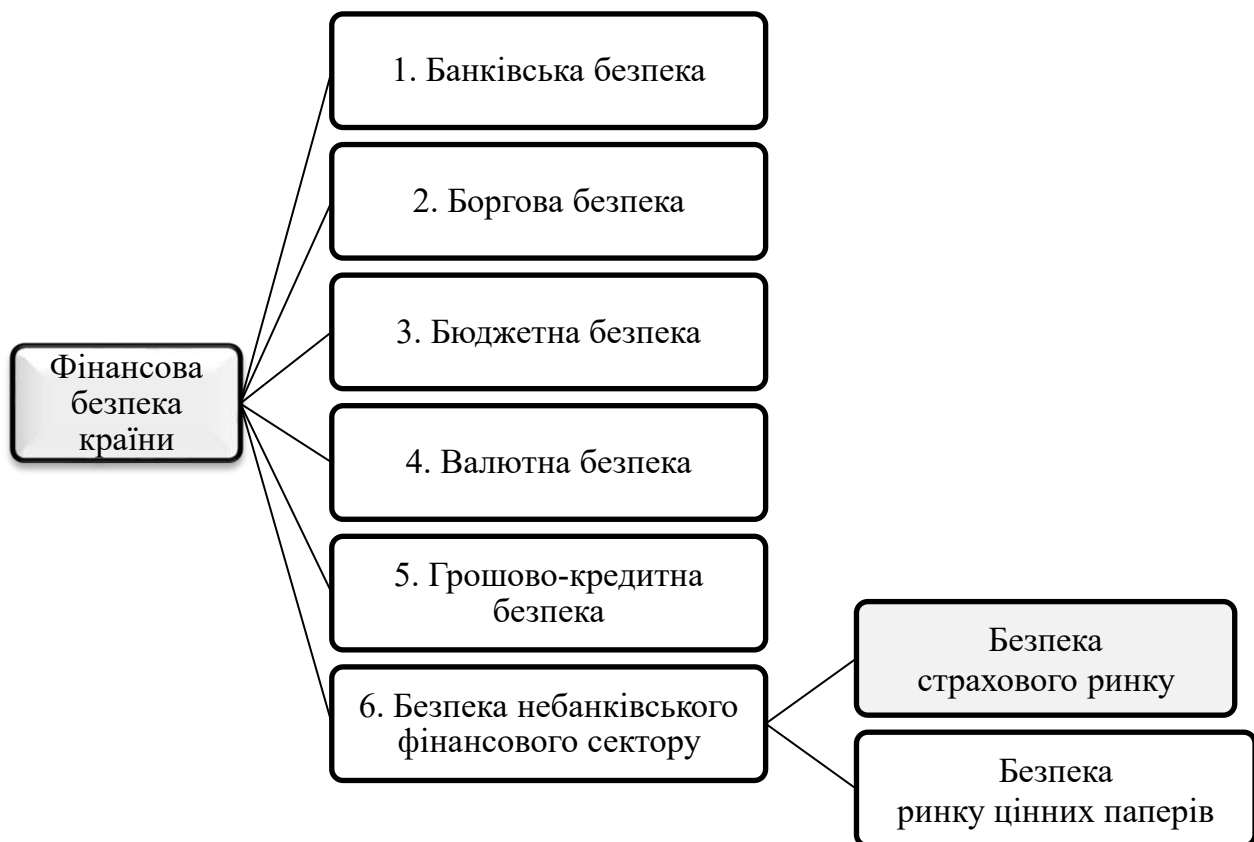 1. Банківська безпека
2. Боргова безпека
3. Бюджетна безпека
Фінансова
безпека
країни
4. Валютна безпека
5. Грошово-кредитна
безпека
6. Безпека небанківського
фінансового сектору
Безпека
страхового ринку
Безпека
ринку цінних паперів